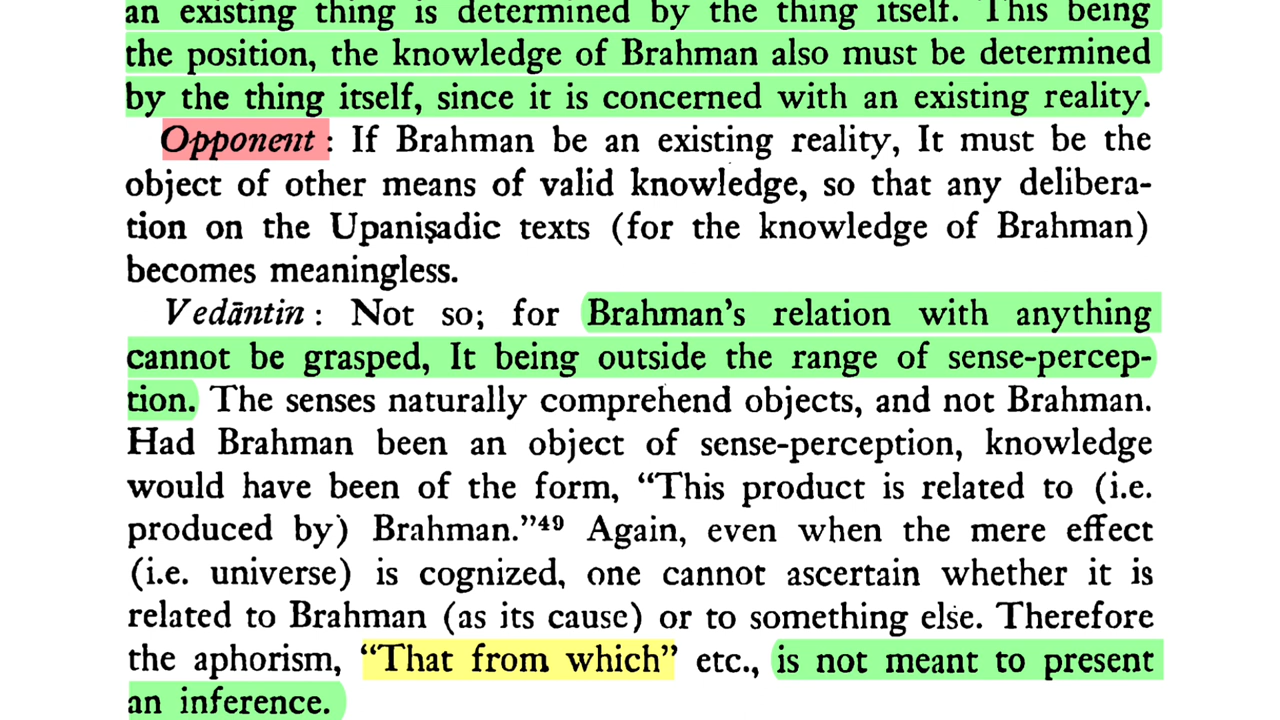 an existing thing is determined by the thing itself. This being
the position, the knowledge of Brahman also must be determined
by the thing itself, since it is concerned with an existing reality.
Opponent : If Brahman be an existing reality, It must be the
object of other means of valid knowledge, so that any delibera-
tion on the Upaniṣadic texts (for the knowledge of Brahman)
becomes meaningless.
Vedāntin : Not so; for Brahman's relation with anything
cannot be grasped, It being outside the range of sense-percep-
tion. The senses naturally comprehend objects, and not Brahman.
Had Brahman been an object of sense-perception, knowledge
would have been of the form, “This product is related to (i.e.
produced by) Brahman.”⁴⁹ Again, even when the mere effect
(i.e. universe) is cognized, one cannot ascertain whether it is
related to Brahman (as its cause) or to something else. Therefore
the aphorism, “That from which” etc., is not meant to present
an inference.